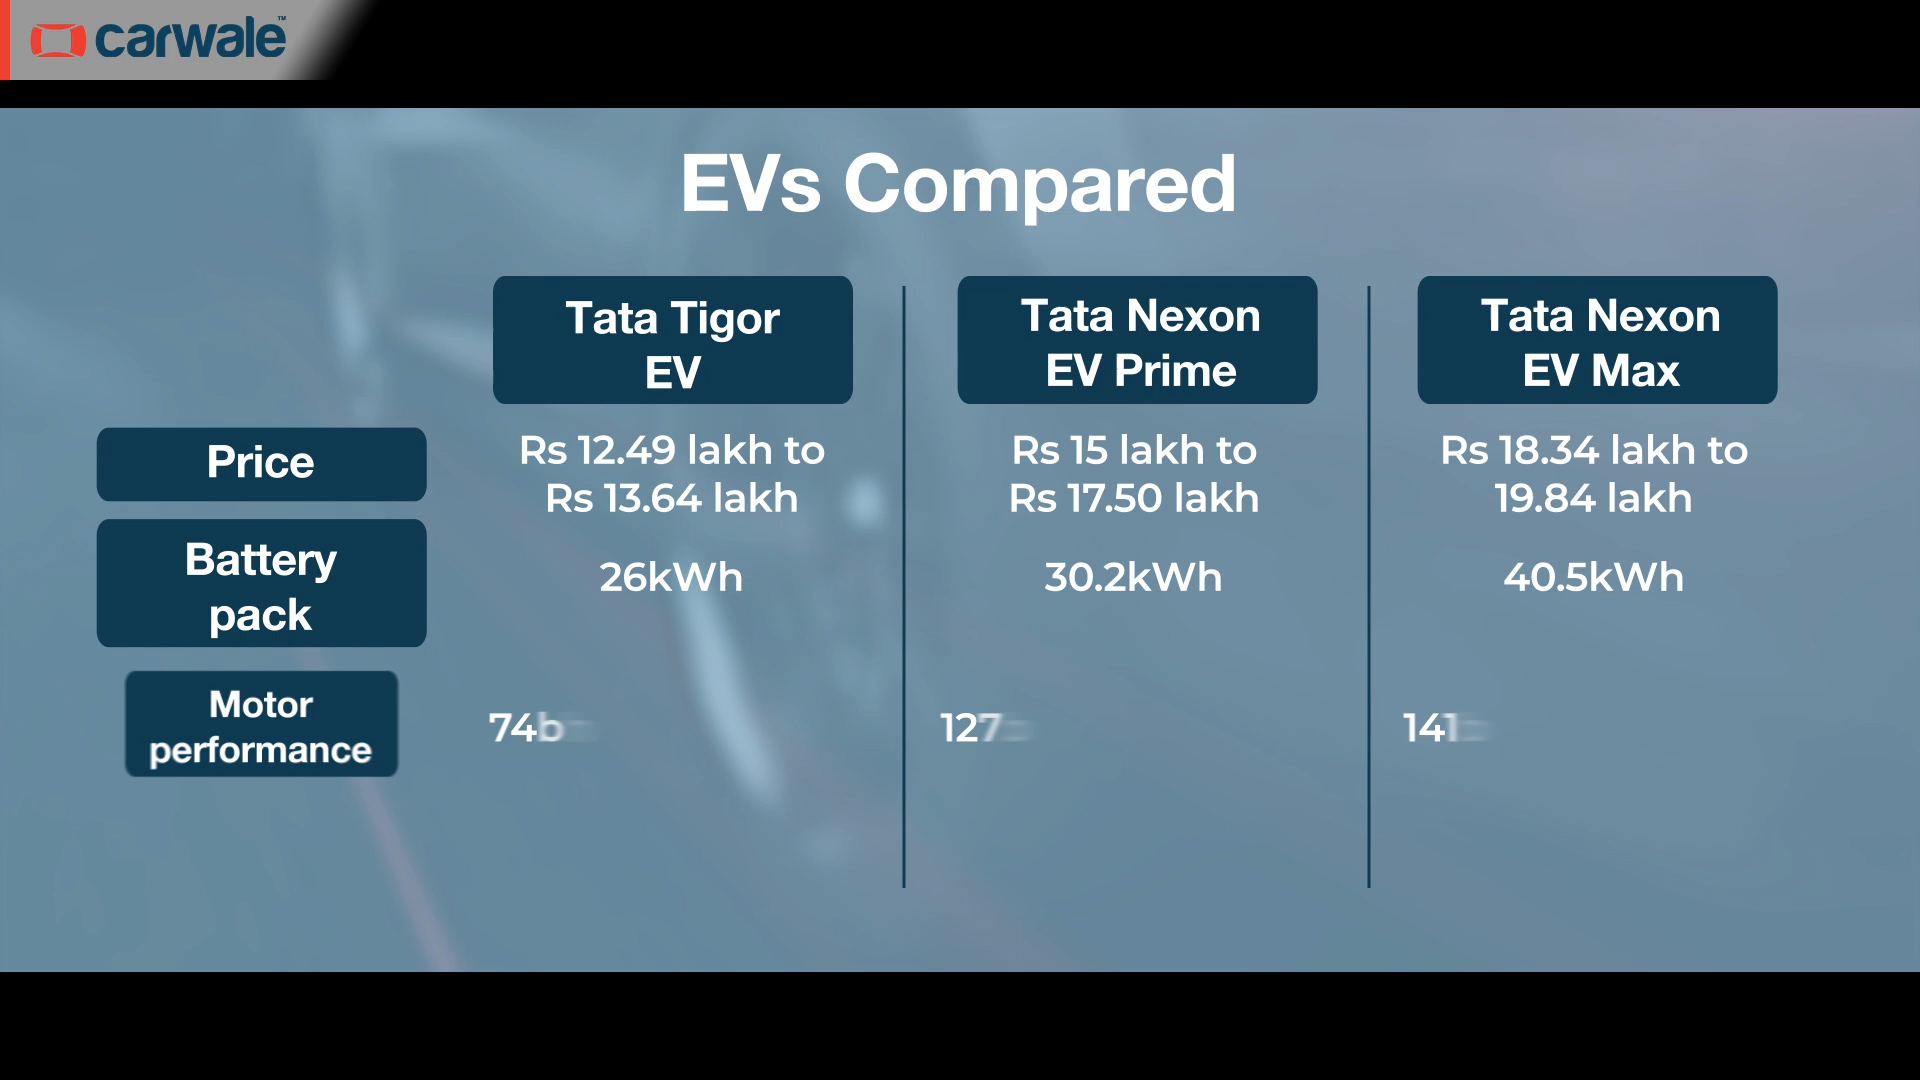 carwale™
EVs Compared
Tata Tigor
EV
Tata Nexon
EV Prime
Tata Nexon
EV Max
Price
Rs 12.49 lakh to
Rs 13.64 lakh
Rs 15 lakh to
Rs 17.50 lakh
Rs 18.34 lakh to
19.84 lakh
Battery
pack
26kWh
30.2kWh
40.5kWh
Motor
performance
74b
127
141